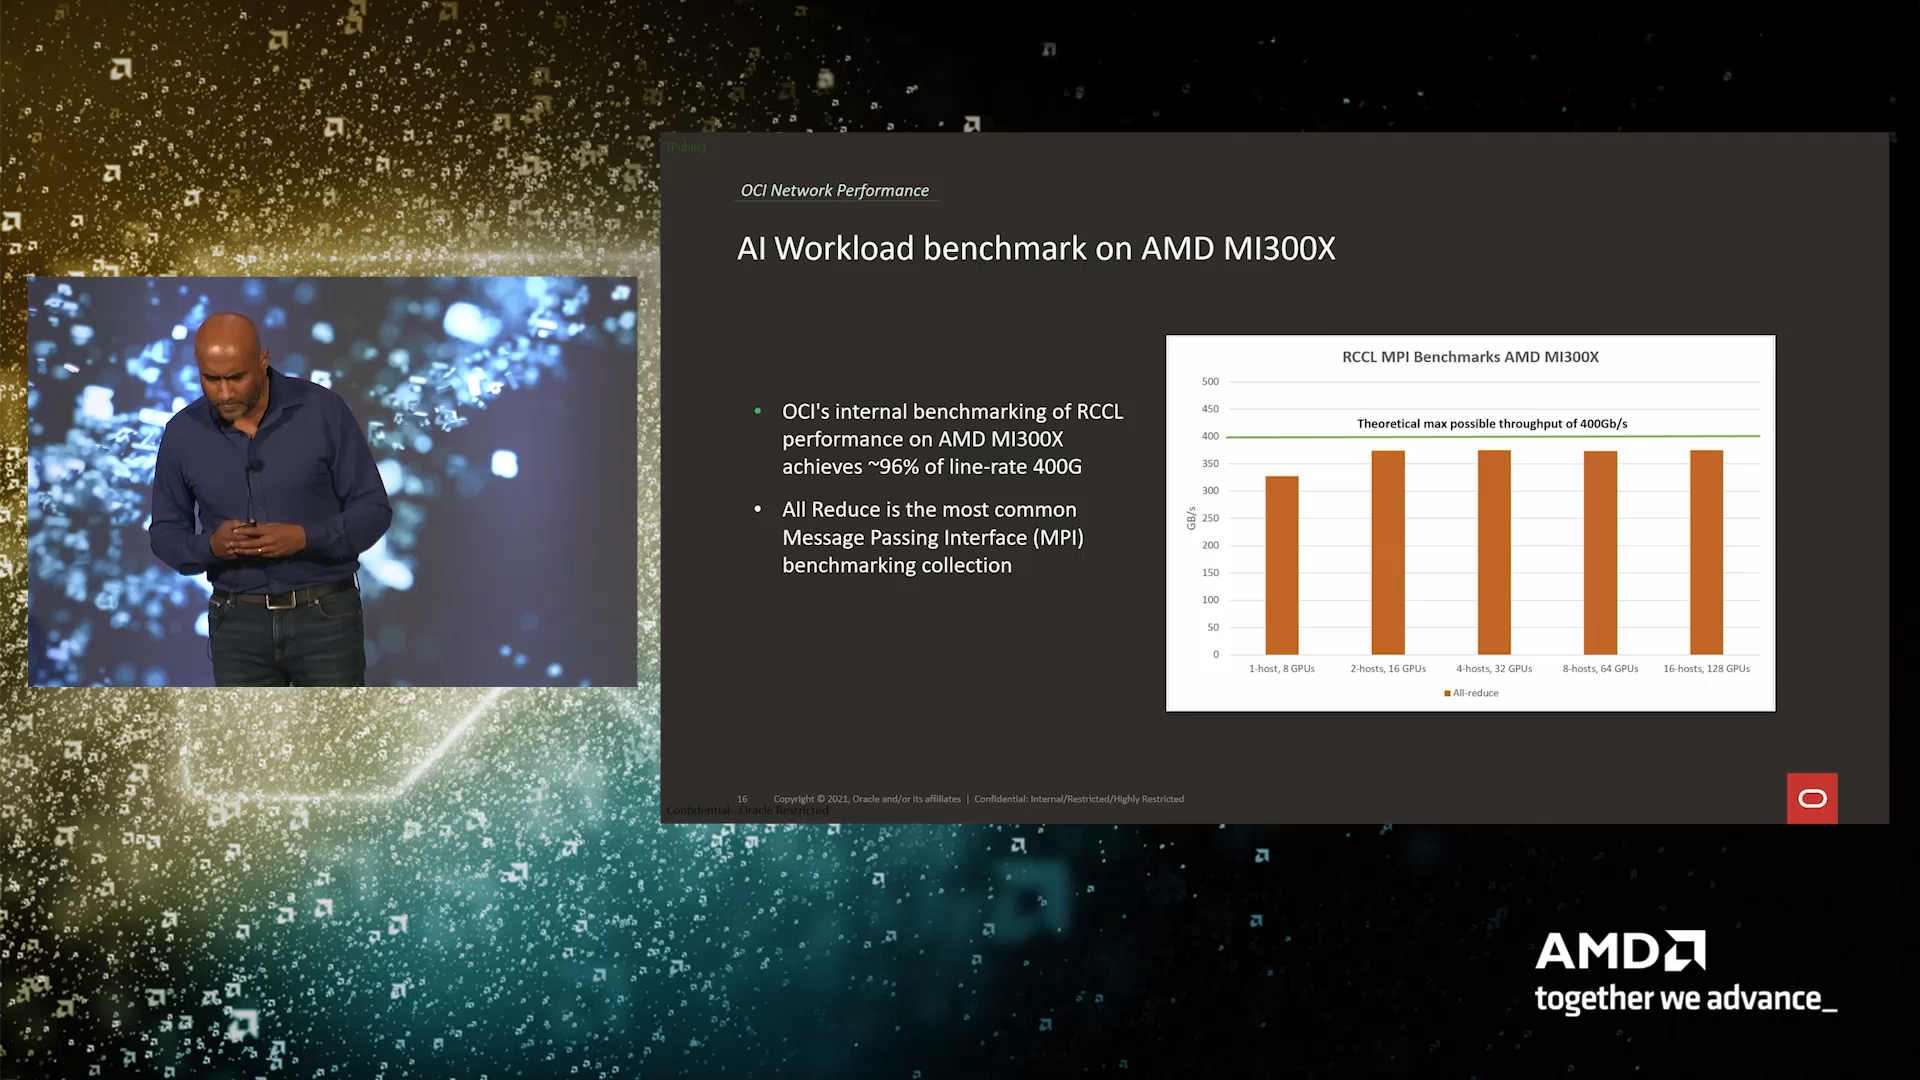 [Public]
OCI Network Performance
AI Workload benchmark on AMD MI300X
• OCI's internal benchmarking of RCCL
performance on AMD MI300X
achieves ~96% of line-rate 400G
• All Reduce is the most common
Message Passing Interface (MPI)
benchmarking collection
RCCL MPI Benchmarks AMD MI300X
500
450
Theoretical max possible throughput of 400Gb/s
400
350
300
GB/s
250
200
150
100
50
0
1-host, 8 GPUs 2-hosts, 16 GPUs 4-hosts, 32 GPUs 8-hosts, 64 GPUs 16-hosts, 128 GPUs
All-reduce
16 Copyright © 2021, Oracle and/or its affiliates | Confidential: Internal/Restricted/Highly Restricted
Confidential - Oracle Restricted
AMD
together we advance_